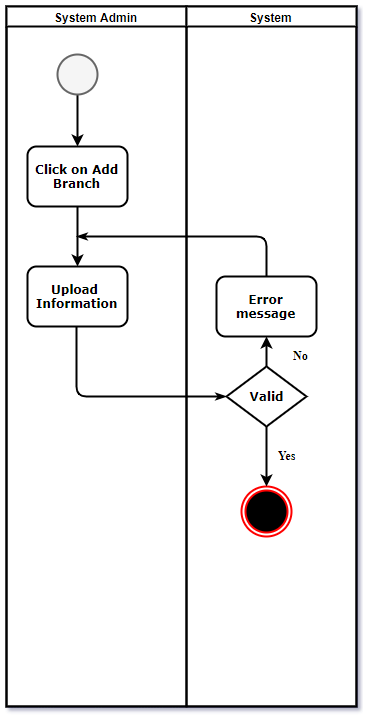 System Admin
System
Click on Add
Branch
Upload
Information
Error
message
No
Valid
Yes